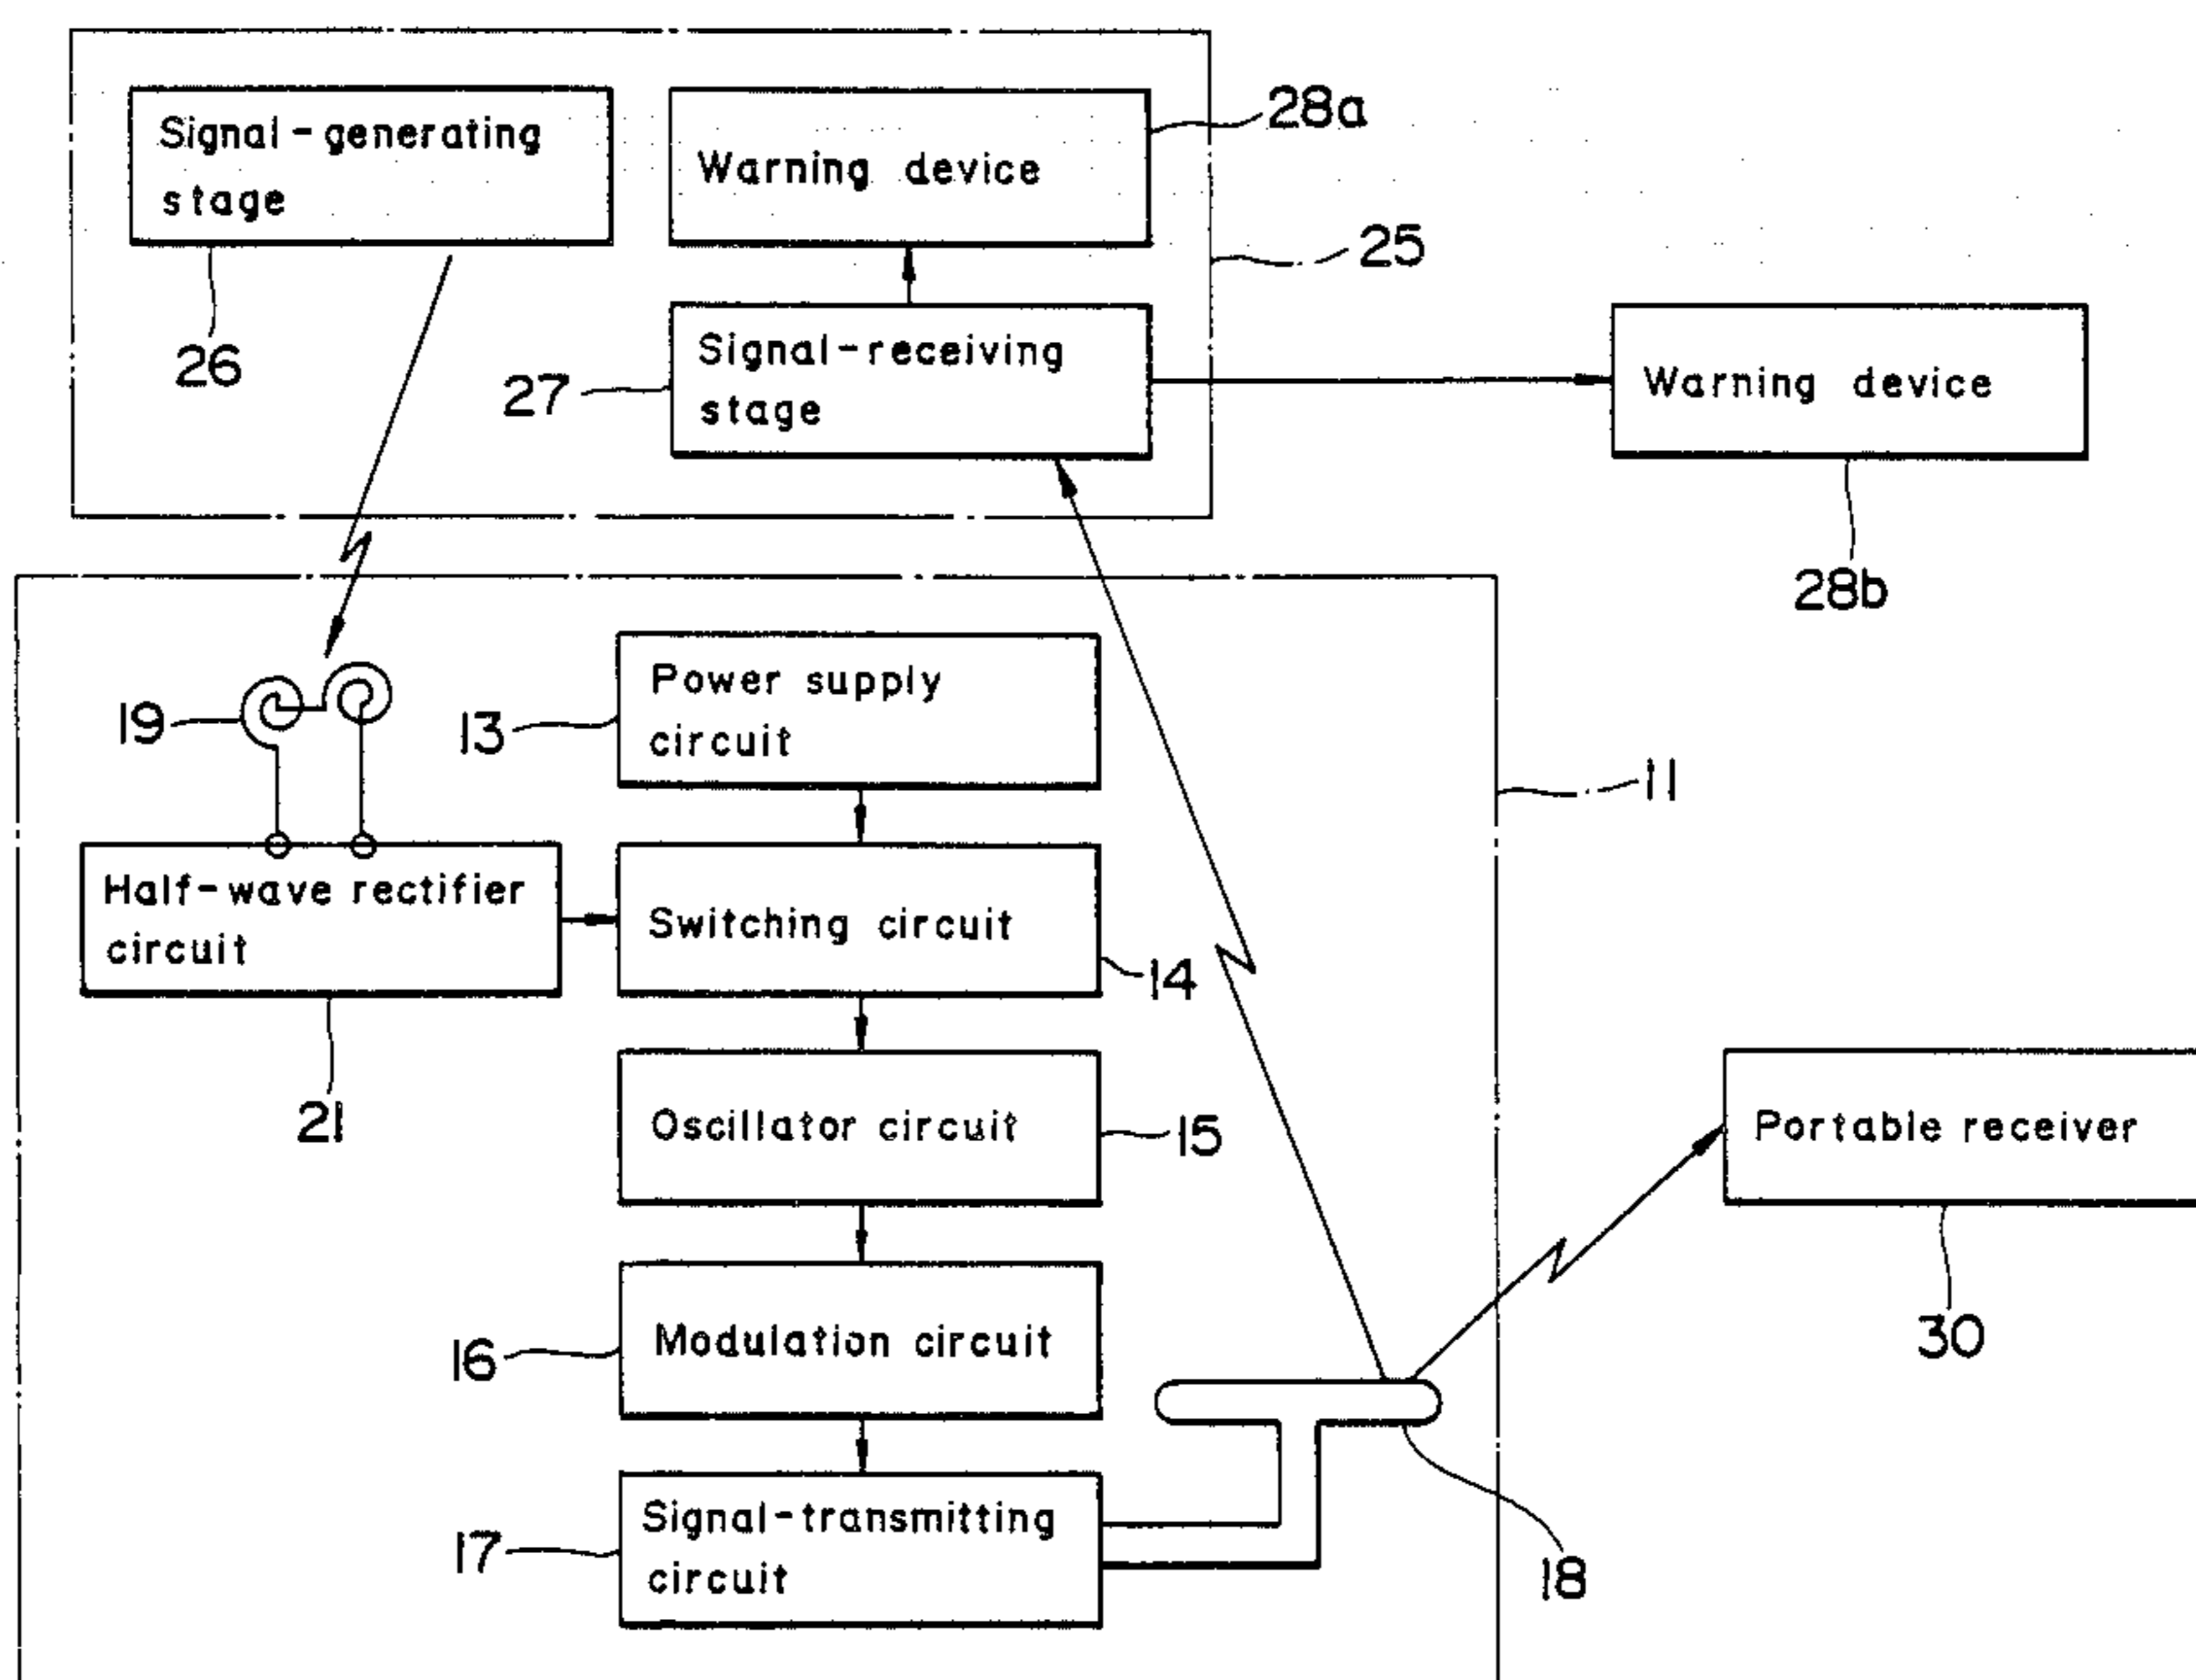 Signal-generating
stage
Warning device
28a
25
26
27
Signal-receiving
stage
Warning device
28b
19
13
Power supply
circuit
11
Half-wave rectifier
circuit
Switching circuit
14
21
Oscillator circuit
15
Portable receiver
30
16
Modulation circuit
17
Signal-transmitting
circuit
18